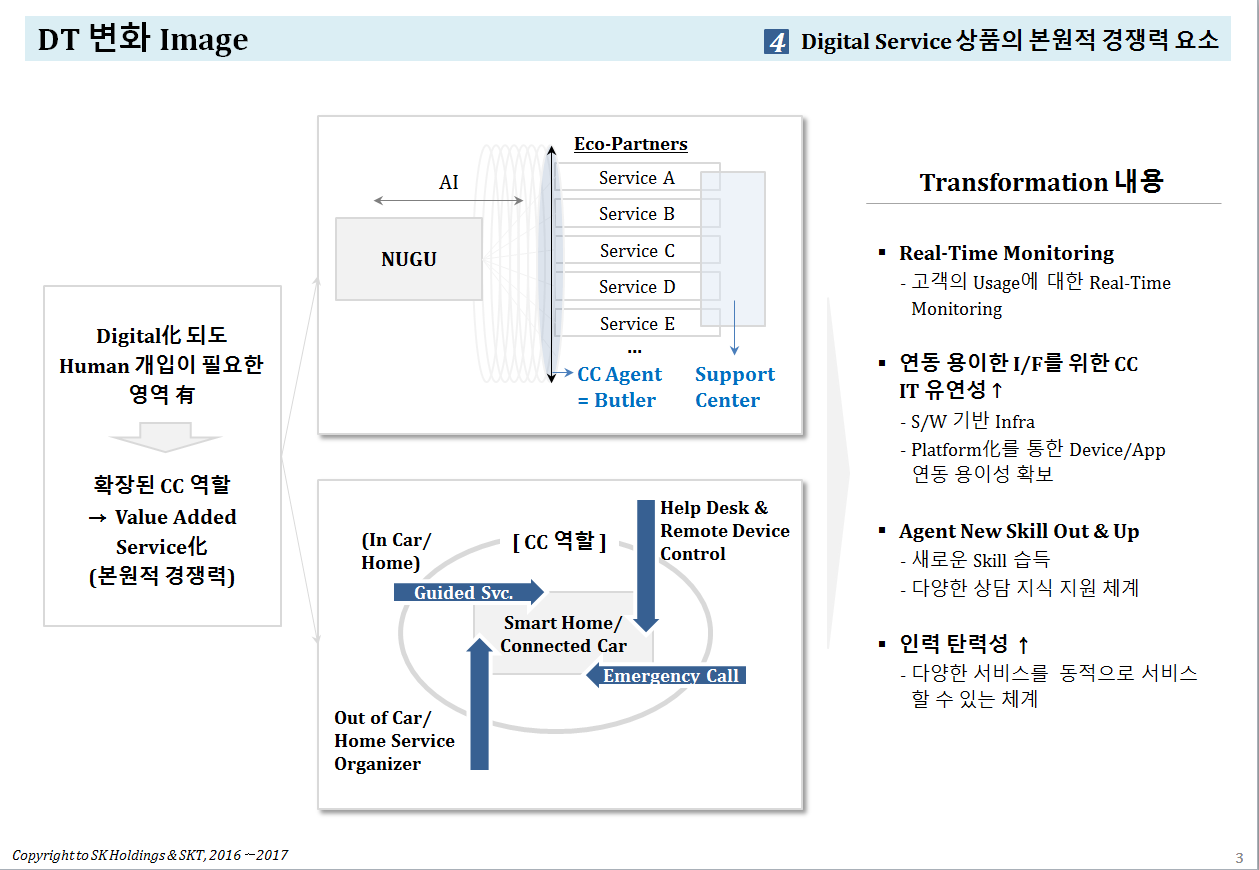 DT 변화 Image
4 Digital Service 상품의 본원적 경쟁력 요소
Digital化 되도
Human 개입이 필요한
영역 有
확장된 CC 역할
→ Value Added
Service化
(본원적 경쟁력)
Eco-Partners
AI
NUGU
Service A
Service B
Service C
Service D
Service E
...
CC Agent
= Butler
Support
Center
[ CC 역할 ]
(In Car/
Home)
Guided Svc.
Help Desk &
Remote Device
Control
Smart Home/
Connected Car
Emergency Call
Out of Car/
Home Service
Organizer
Transformation 내용
▪ Real-Time Monitoring
- 고객의 Usage에 대한 Real-Time
Monitoring
▪ 연동 용이한 I/F를 위한 CC
IT 유연성↑
- S/W 기반 Infra
- Platform化를 통한 Device/App
연동 용이성 확보
▪ Agent New Skill Out & Up
- 새로운 Skill 습득
- 다양한 상담 지식 지원 체계
▪ 인력 탄력성 ↑
- 다양한 서비스를 동적으로 서비스
할 수 있는 체계
Copyright to SK Holdings & SKT, 2016 ~2017
3